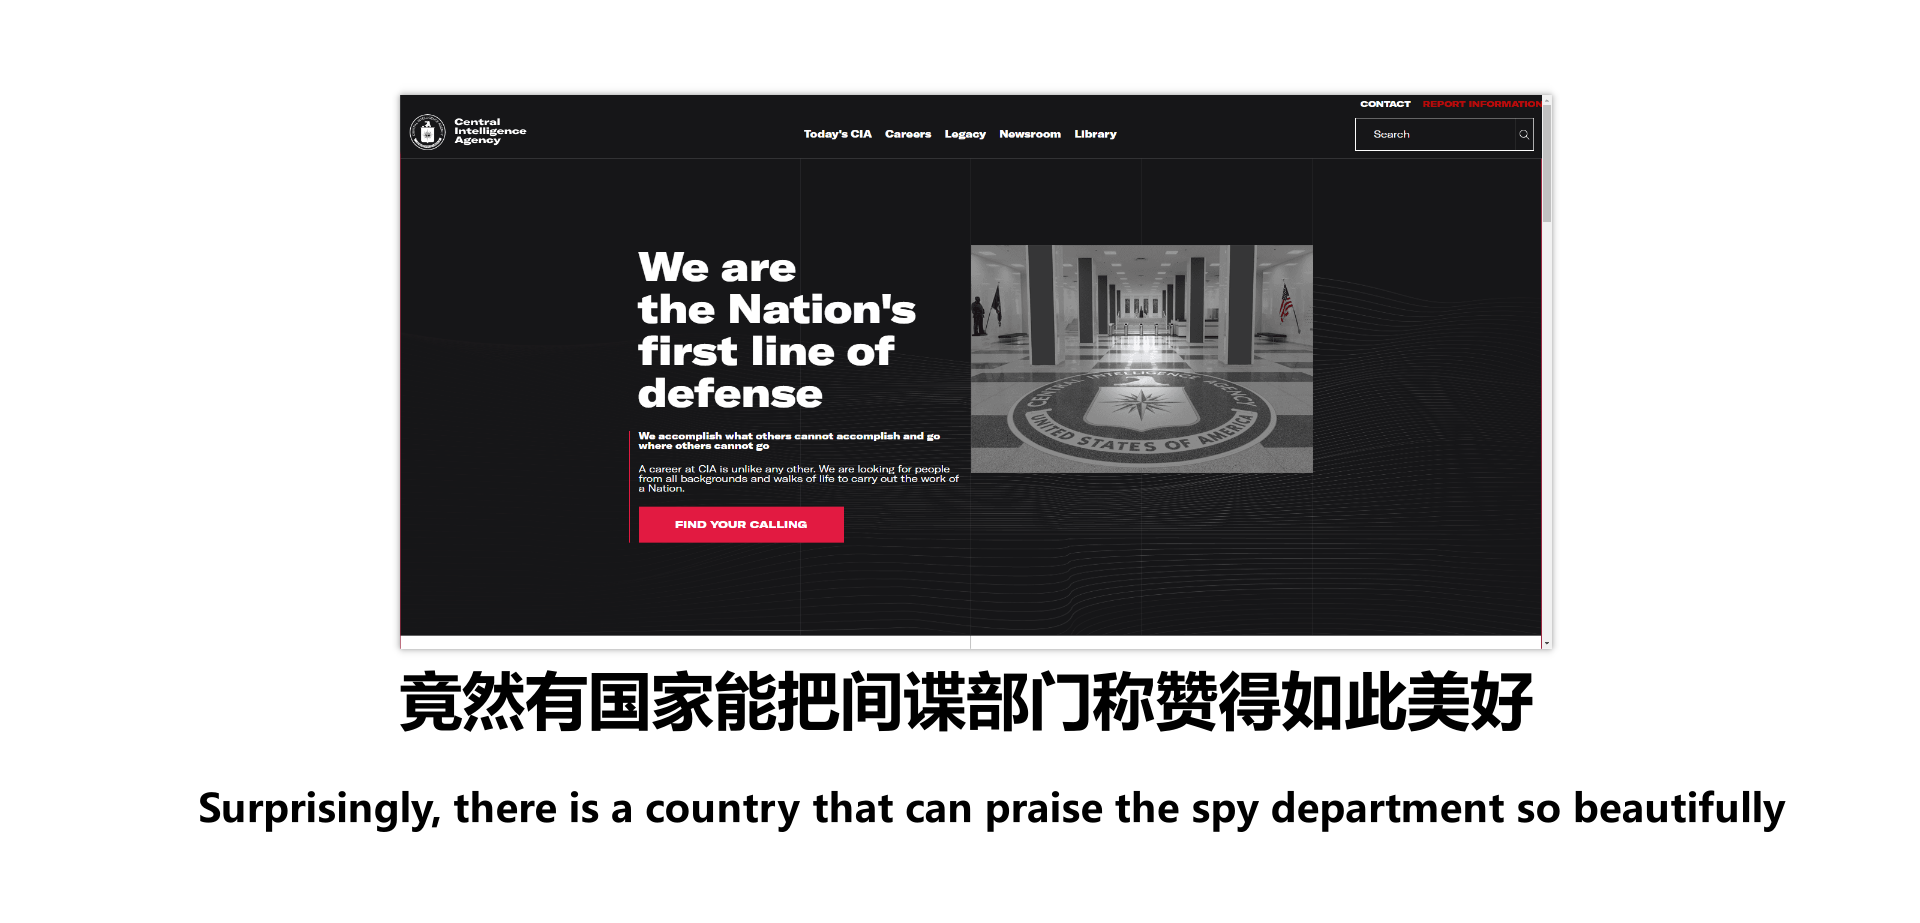 CONTACT REPORT INFORMATION
Central
Intelligence
Agency
Today's CIA Careers Legacy Newsroom Library
Search
We are
the Nation's
first line of
defense
We accomplish what others cannot accomplish and go
where others cannot go
A career at CIA is unlike any other. We are looking for people
from all backgrounds and walks of life to carry out the work of
a Nation.
FIND YOUR CALLING
CENTRAL INTELLIGENCE AGENCY
UNITED STATES OF AMERICA
竟然有国家能把间谍部门称赞得如此美好
Surprisingly, there is a country that can praise the spy department so beautifully